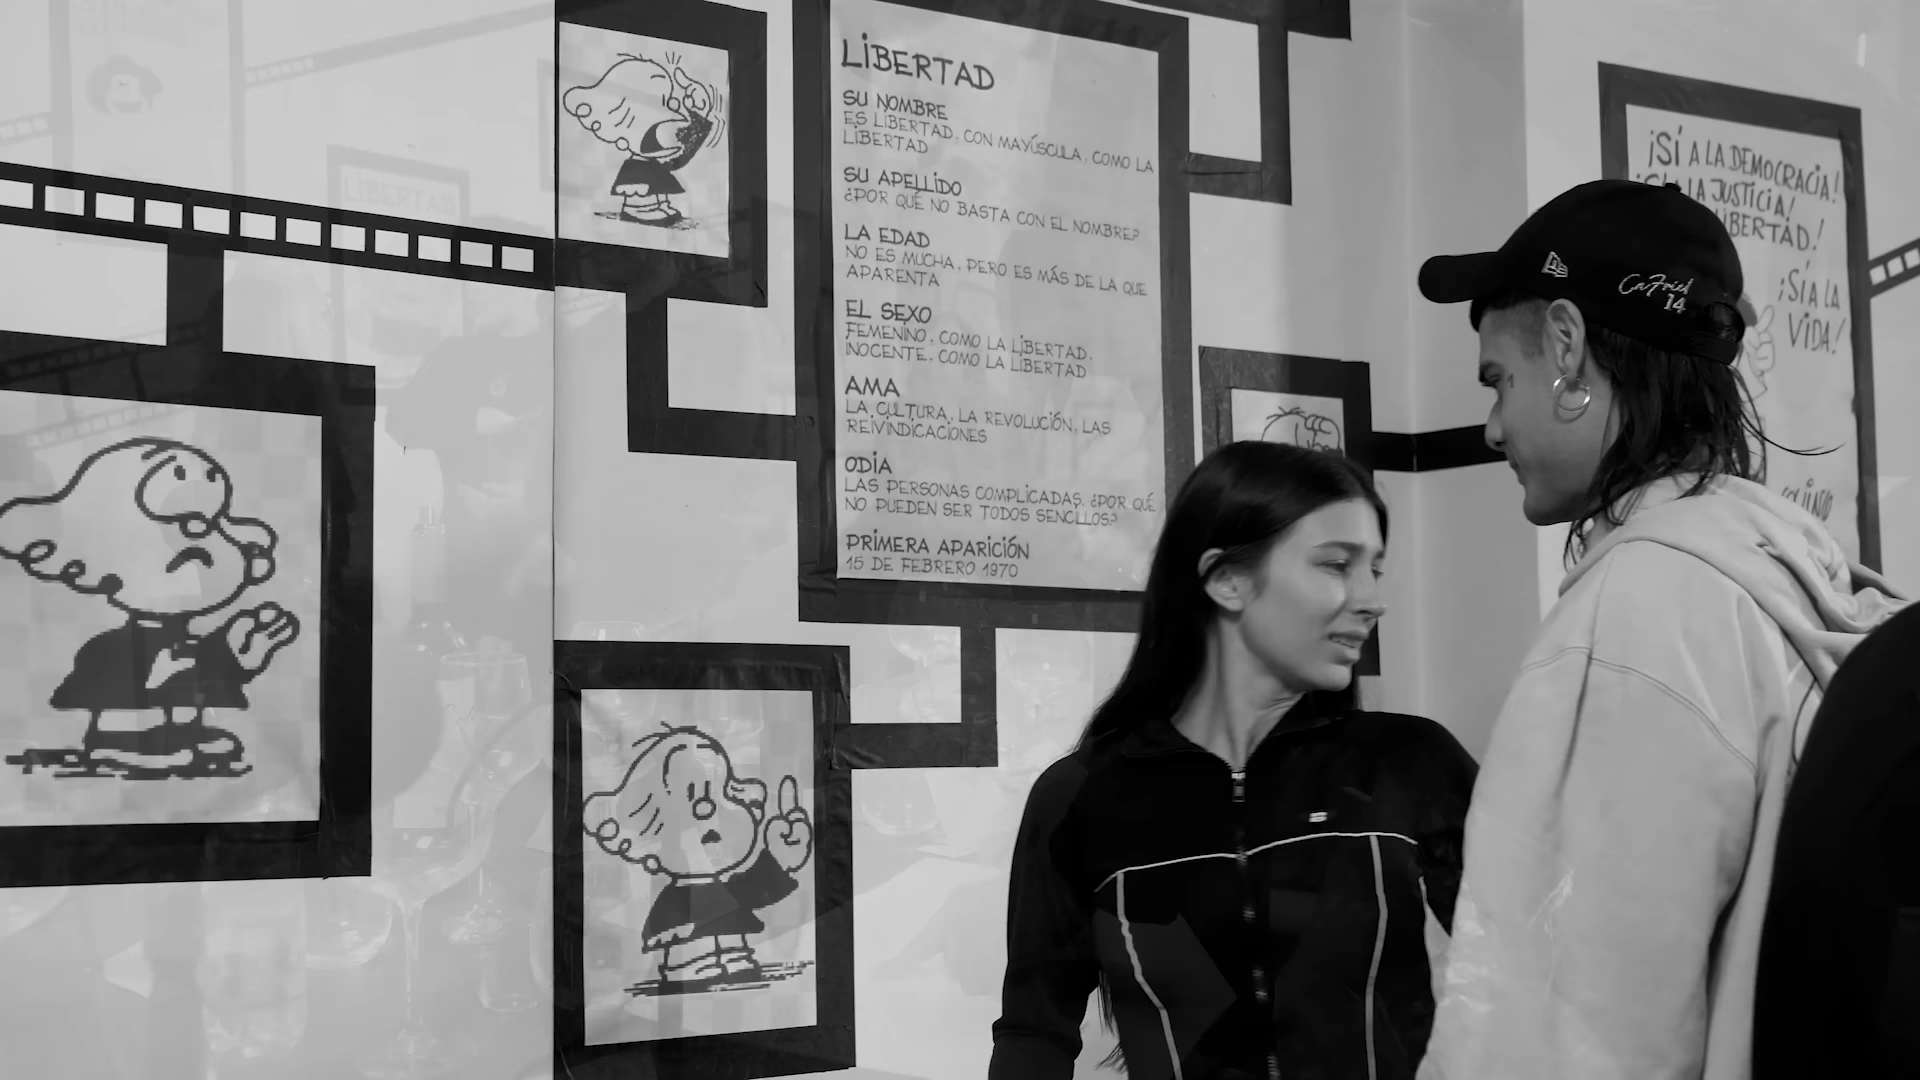 LIBERTAD
SU NOMBRE
ES LIBERTAD, CON MAYÚSCULA, COMO LA
LIBERTAD
SU APELLIDO
¿POR QUÉ NO BASTA CON EL NOMBRE?
LA EDAD
NO ES MUCHA, PERO ES MÁS DE LA QUE
APARENTA
EL SEXO
FEMENINO, COMO LA LIBERTAD.
INOCENTE, COMO LA LIBERTAD
AMA
LA CULTURA, LA REVOLUCIÓN, LAS
REIVINDICACIONES
ODIA
LAS PERSONAS COMPLICADAS, ¿POR QUÉ
NO PUEDEN SER TODOS SENCILLOS?
PRIMERA APARICIÓN
15 DE FEBRERO 1970
¡SÍ A LA DEMOCRACIA!
LA JUSTICIA!
LIBERTAD!
¡SÍ A LA
VIDA!
14
LIBERTAD